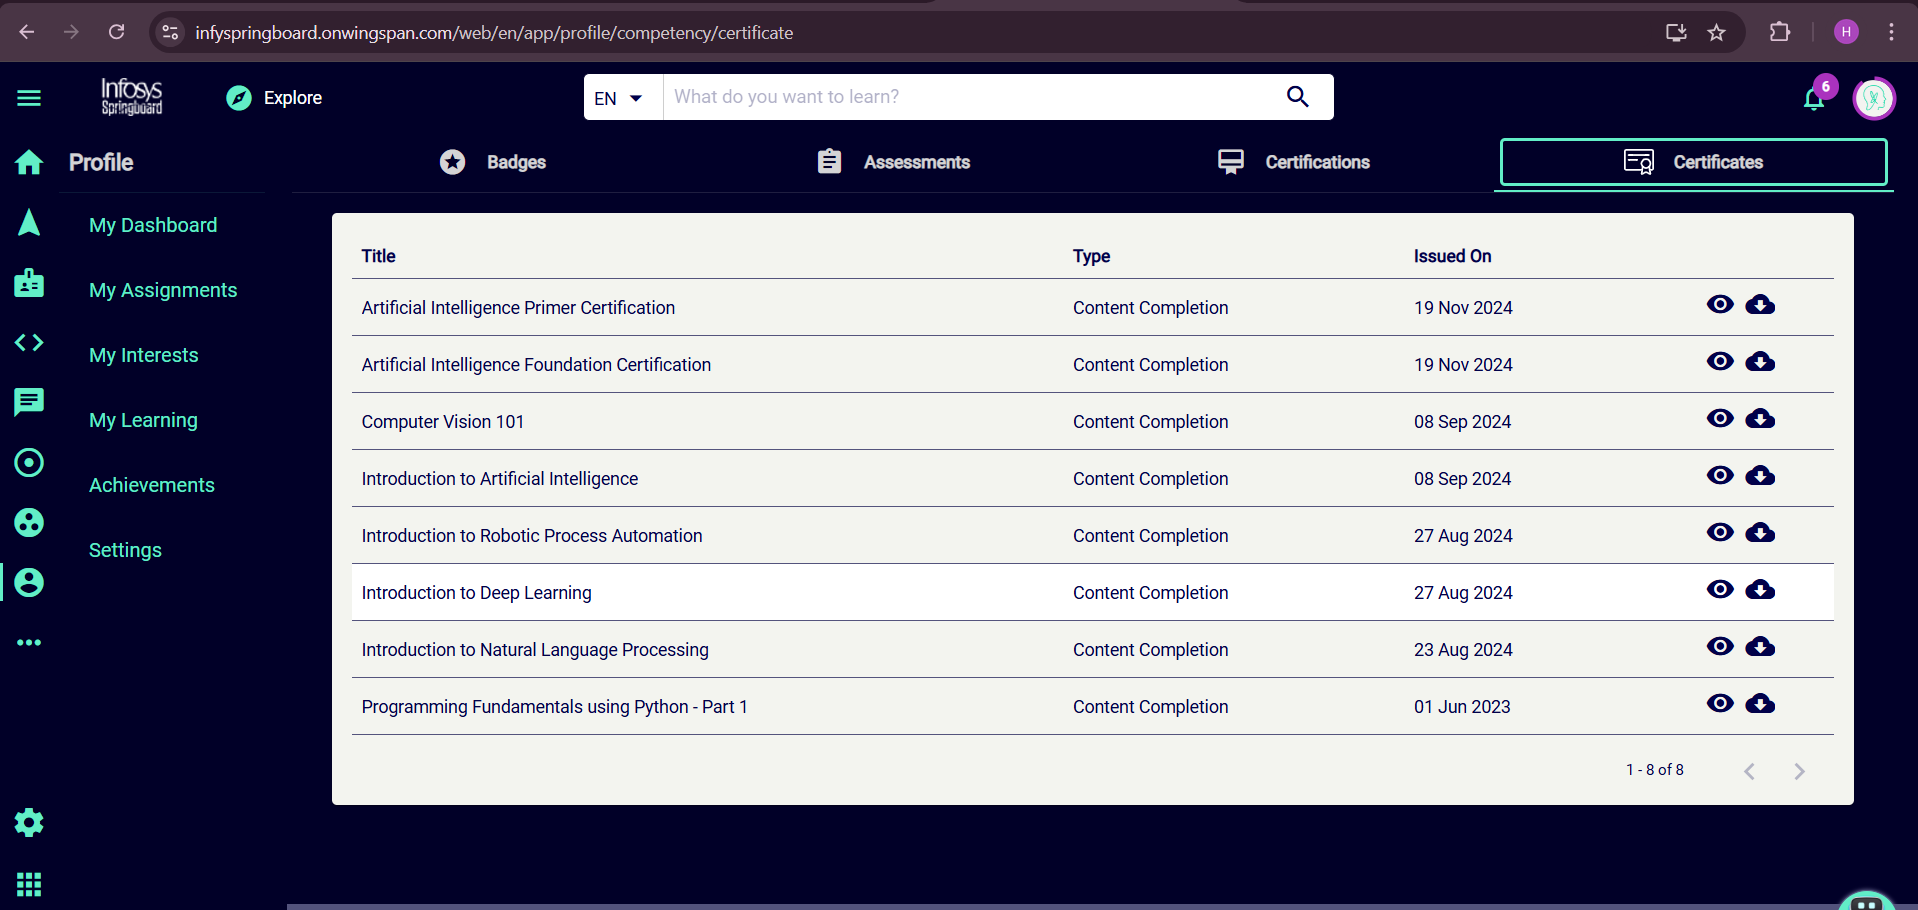 infyspringboard.onwingspan.com/web/en/app/profile/competency/certificate
H
Infosys
Springboard
Explore
EN
What do you want to learn?
6
Profile
Badges
Assessments
Certifications
Certificates
My Dashboard
My Assignments
My Interests
My Learning
Achievements
Settings
Title Type Issued On
Artificial Intelligence Primer Certification Content Completion 19 Nov 2024
Artificial Intelligence Foundation Certification Content Completion 19 Nov 2024
Computer Vision 101 Content Completion 08 Sep 2024
Introduction to Artificial Intelligence Content Completion 08 Sep 2024
Introduction to Robotic Process Automation Content Completion 27 Aug 2024
Introduction to Deep Learning Content Completion 27 Aug 2024
Introduction to Natural Language Processing Content Completion 23 Aug 2024
Programming Fundamentals using Python - Part 1 Content Completion 01 Jun 2023
1 - 8 of 8